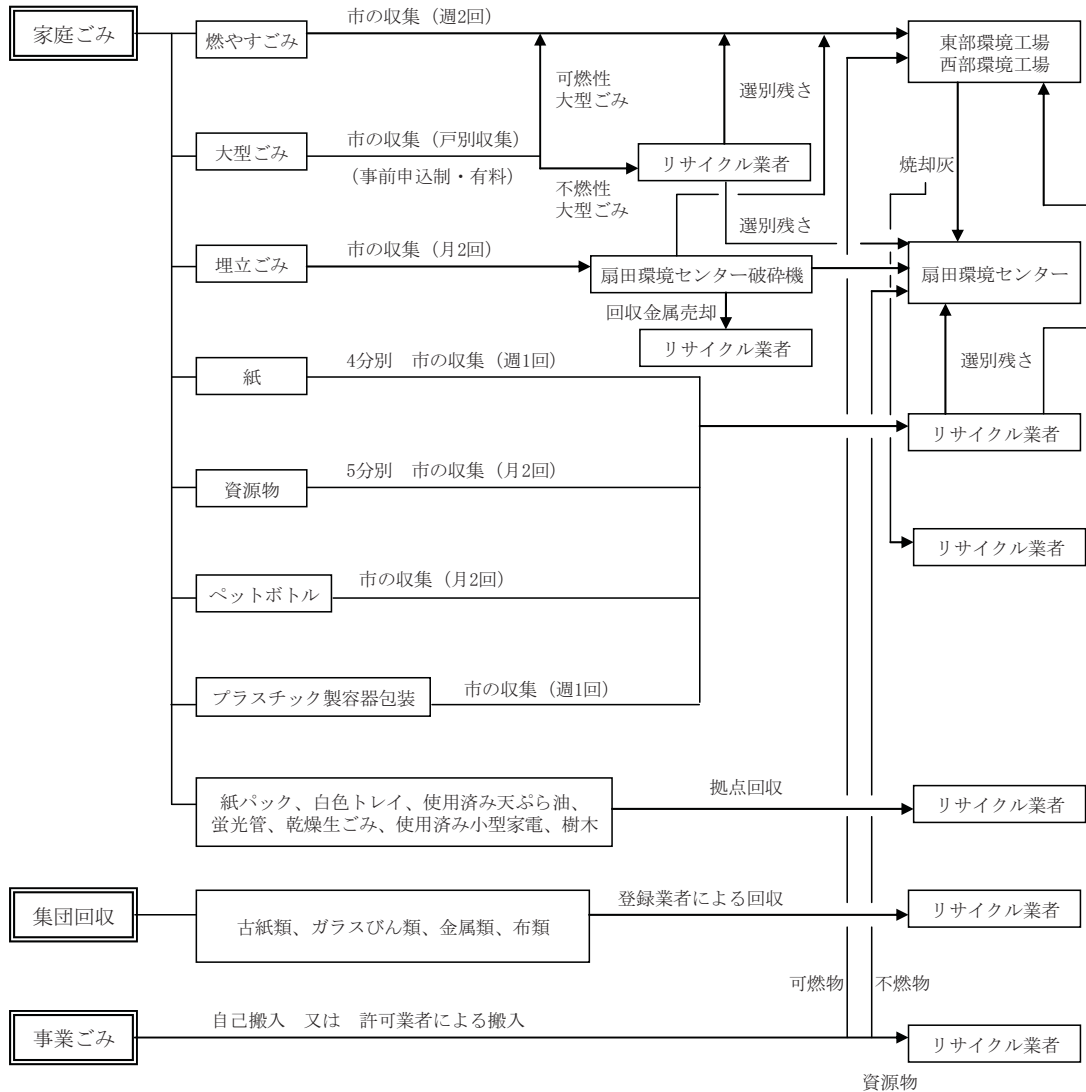 家庭ごみ
燃やすごみ
市の収集（週2回）
東部環境工場
西部環境工場
可燃性
大型ごみ
選別残さ
大型ごみ
市の収集（戸別収集）
（事前申込制・有料）
リサイクル業者
不燃性
大型ごみ
焼却灰
選別残さ
埋立ごみ
市の収集（月2回）
扇田環境センター破砕機
扇田環境センター
回収金属売却
リサイクル業者
紙
4分別　市の収集（週1回）
選別残さ
リサイクル業者
資源物
5分別　市の収集（月2回）
リサイクル業者
ペットボトル
市の収集（月2回）
プラスチック製容器包装
市の収集（週1回）
紙パック、白色トレイ、使用済み天ぷら油、
蛍光管、乾燥生ごみ、使用済み小型家電、樹木
拠点回収
リサイクル業者
集団回収
古紙類、ガラスびん類、金属類、布類
登録業者による回収
リサイクル業者
可燃物
不燃物
事業ごみ
自己搬入　又は　許可業者による搬入
リサイクル業者
資源物